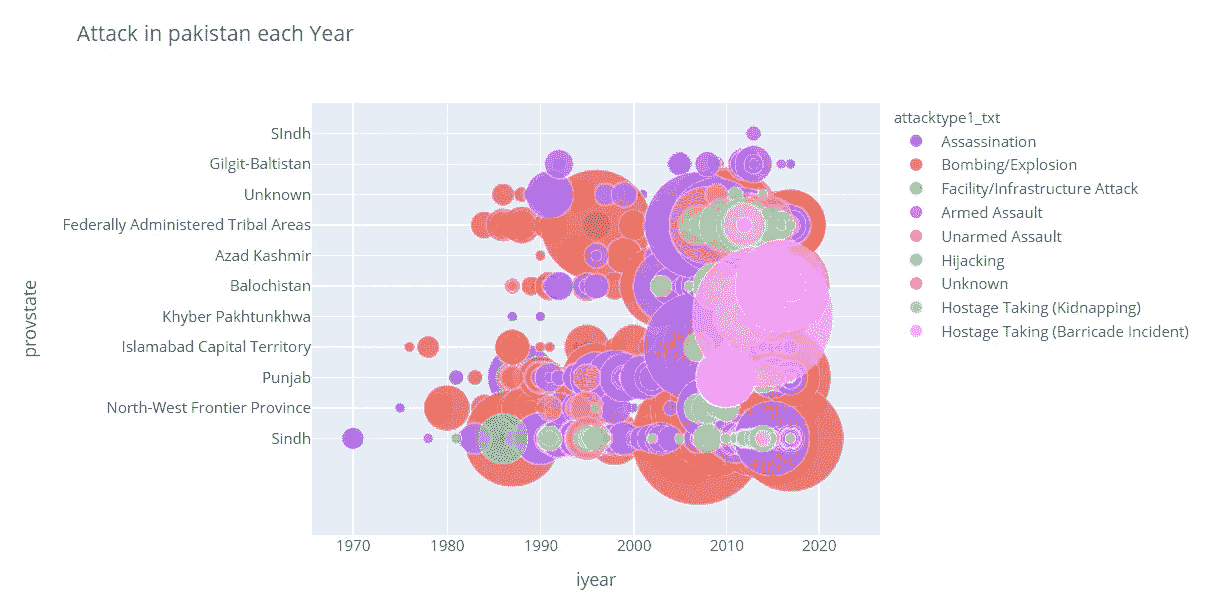 Attack in pakistan each Year
attacktype1_txt
SIndh
Assassination
Gilgit-Baltistan
Bombing/Explosion
Unknown
Facility/Infrastructure Attack
Federally Administered Tribal Areas
Armed Assault
Azad Kashmir
Unarmed Assault
Balochistan
Hijacking
Khyber Pakhtunkhwa
Unknown
Islamabad Capital Territory
Hostage Taking (Kidnapping)
Punjab
Hostage Taking (Barricade Incident)
North-West Frontier Province
Sindh
provstate
1970 1980 1990 2000 2010 2020
iyear